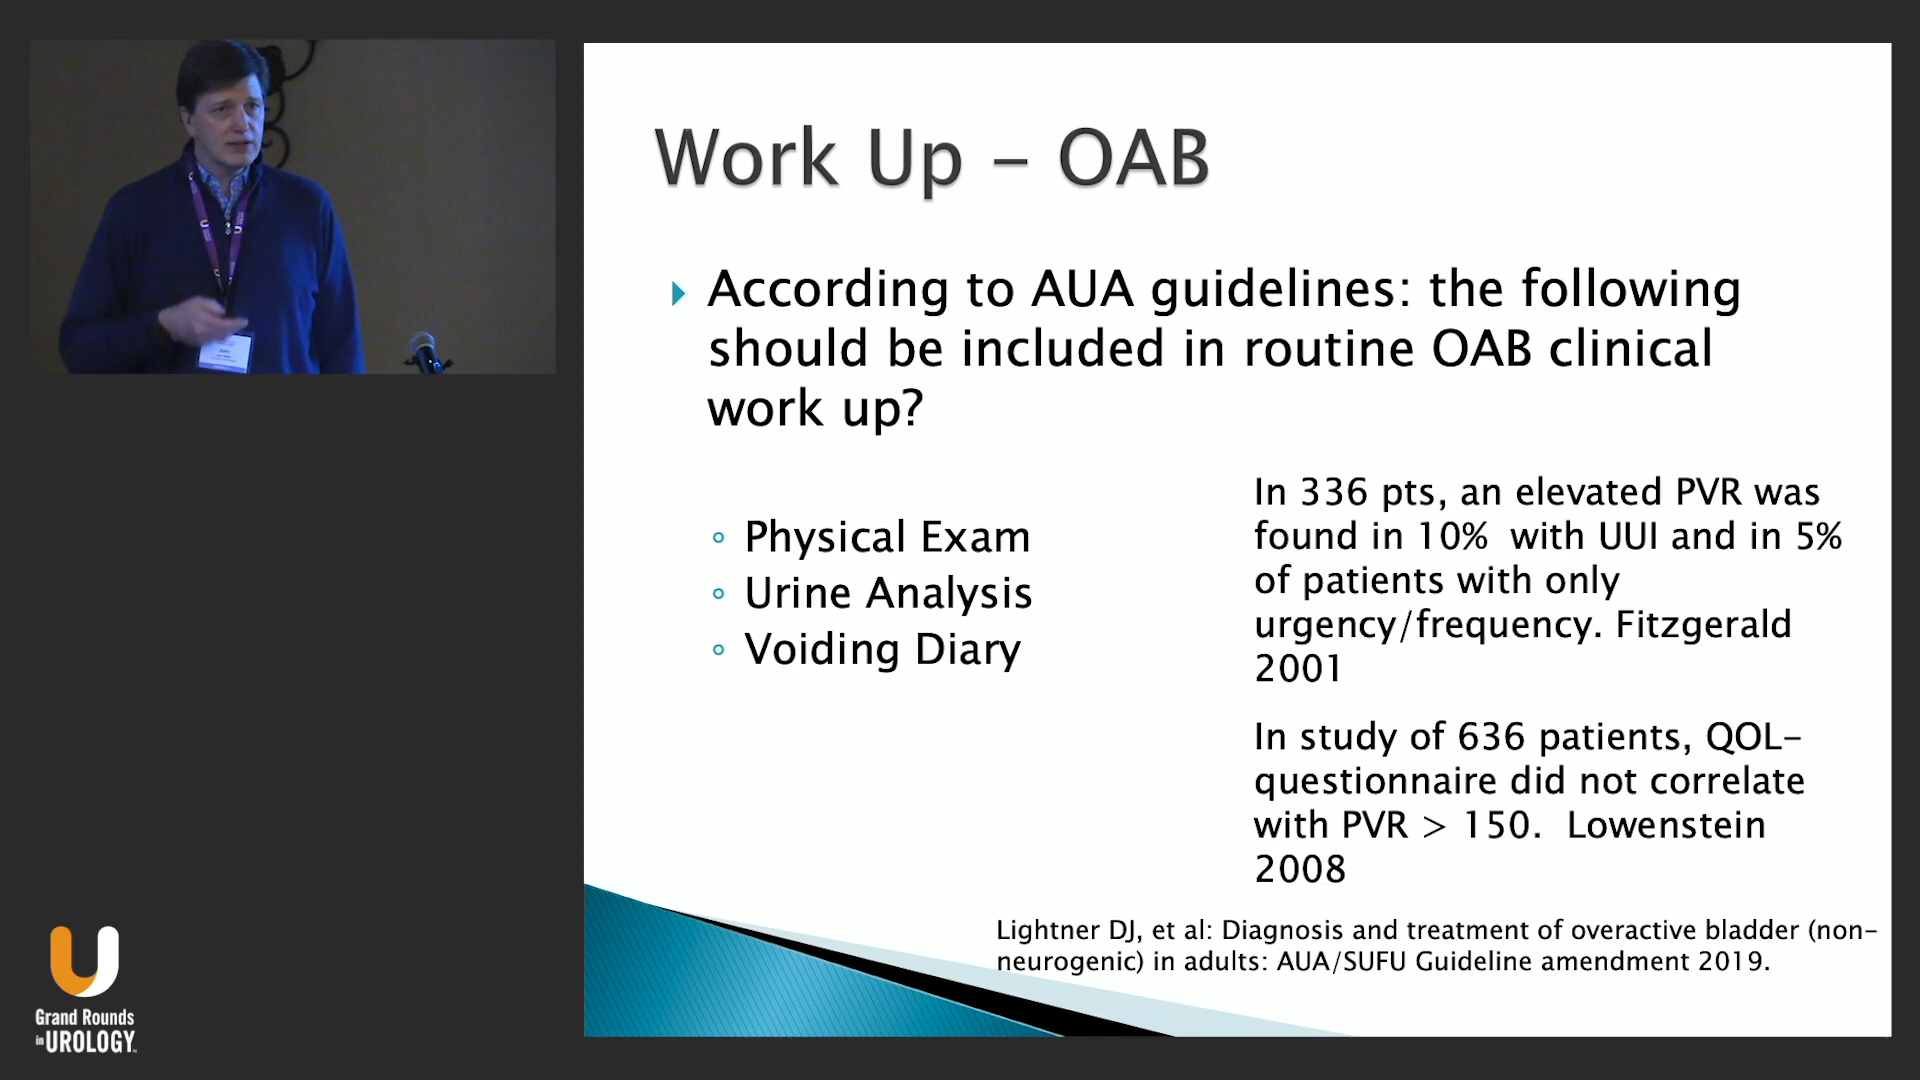 Work Up – OAB
According to AUA guidelines: the following
should be included in routine OAB clinical
work up?
Physical Exam
Urine Analysis
Voiding Diary
In 336 pts, an elevated PVR was
found in 10% with UUI and in 5%
of patients with only
urgency/frequency. Fitzgerald
2001
In study of 636 patients, QOL-
questionnaire did not correlate
with PVR > 150. Lowenstein
2008
Lightner DJ, et al: Diagnosis and treatment of overactive bladder (non-
neurogenic) in adults: AUA/SUFU Guideline amendment 2019.
Grand Rounds
in UROLOGY